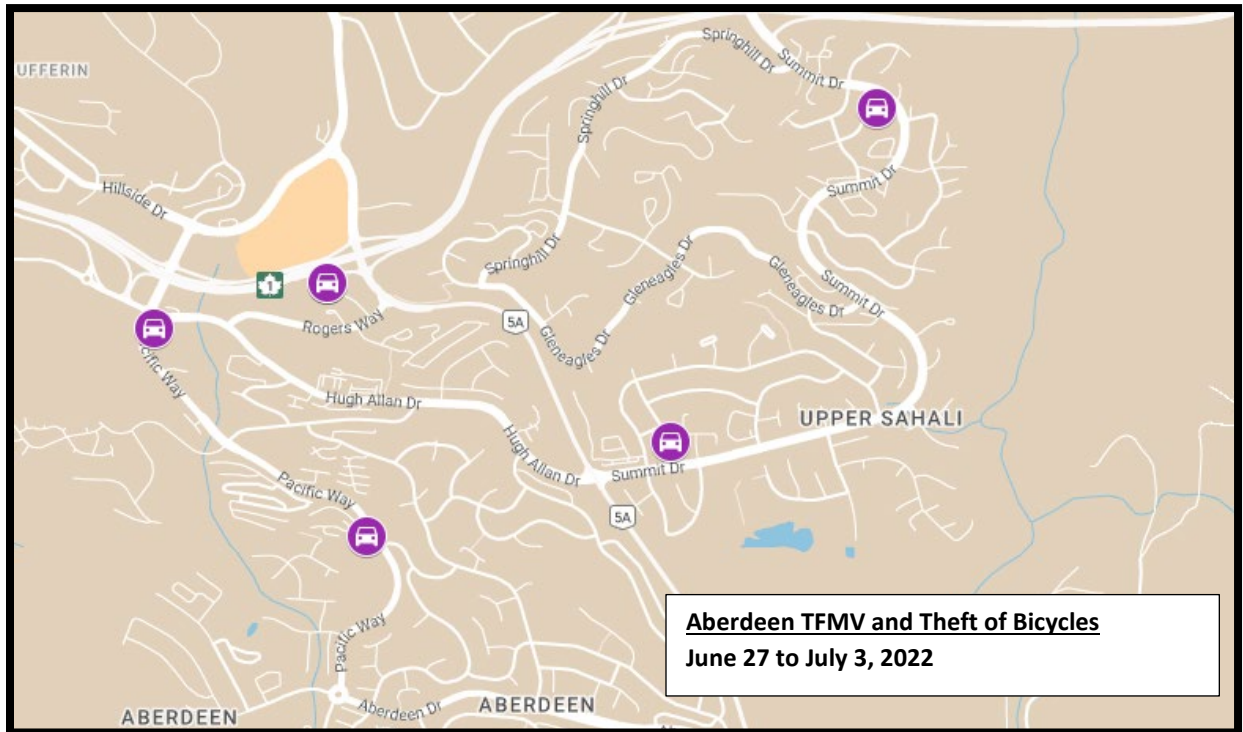 UFFERIN
Springhill Dr
Summit Dr
Springhill Dr
Hillside Dr
Summit Dr
Springhill Dr
Gleneagles Dr
Gleneagles Dr
Summit Dr
1
Rogers Way
5A
Gleneagles Dr
cific Way
Hugh Allan Dr
UPPER SAHALI
Hugh Allan Dr
Summit Dr
Pacific Way
5A
Aberdeen TFMV and Theft of Bicycles
June 27 to July 3, 2022
Pacific Way
Aberdeen Dr
ABERDEEN
ABERDEEN